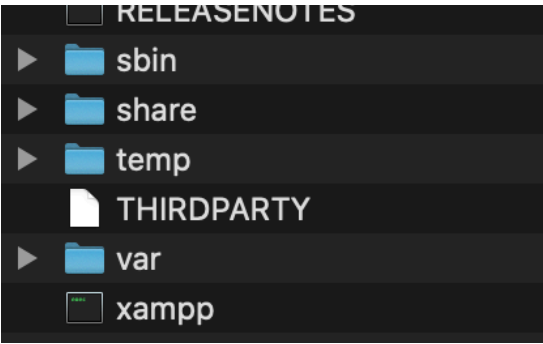 RELEASENOTES
sbin
share
temp
THIRDPARTY
var
xampp